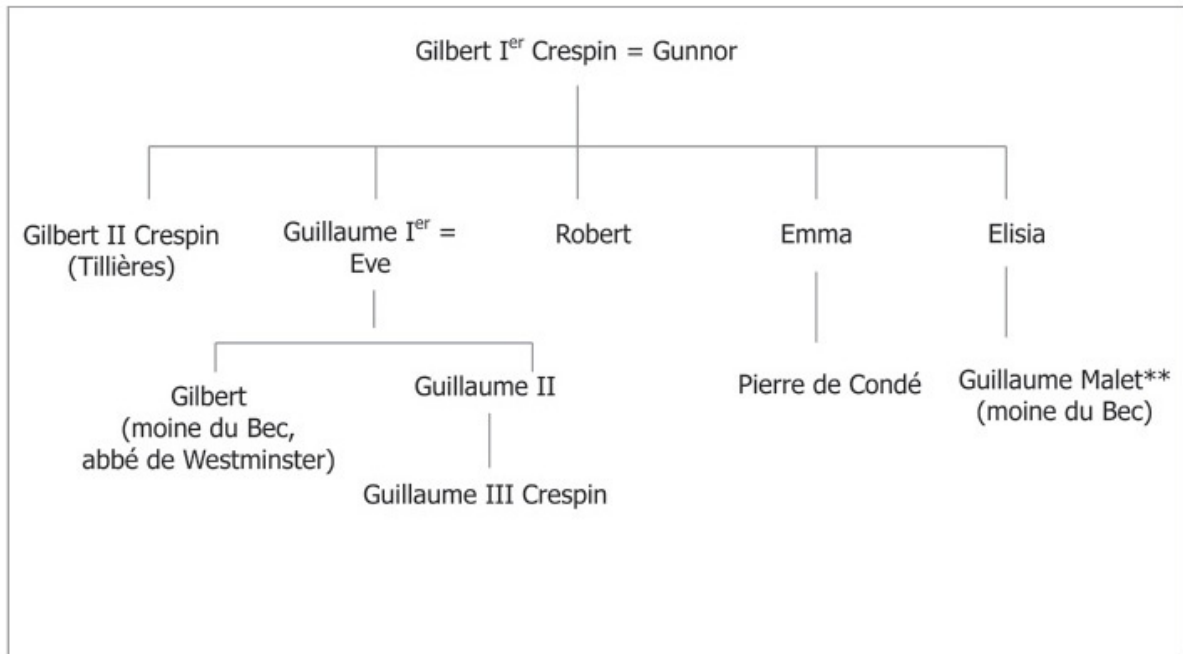 Gilbert Ier Crespin = Gunnor
Gilbert II Crespin
(Tillières)
Guillaume Ier =
Eve
Robert
Emma
Elisia
Gilbert
(moine du Bec,
abbé de Westminster)
Guillaume II
Pierre de Condé
Guillaume Malet**
(moine du Bec)
Guillaume III Crespin